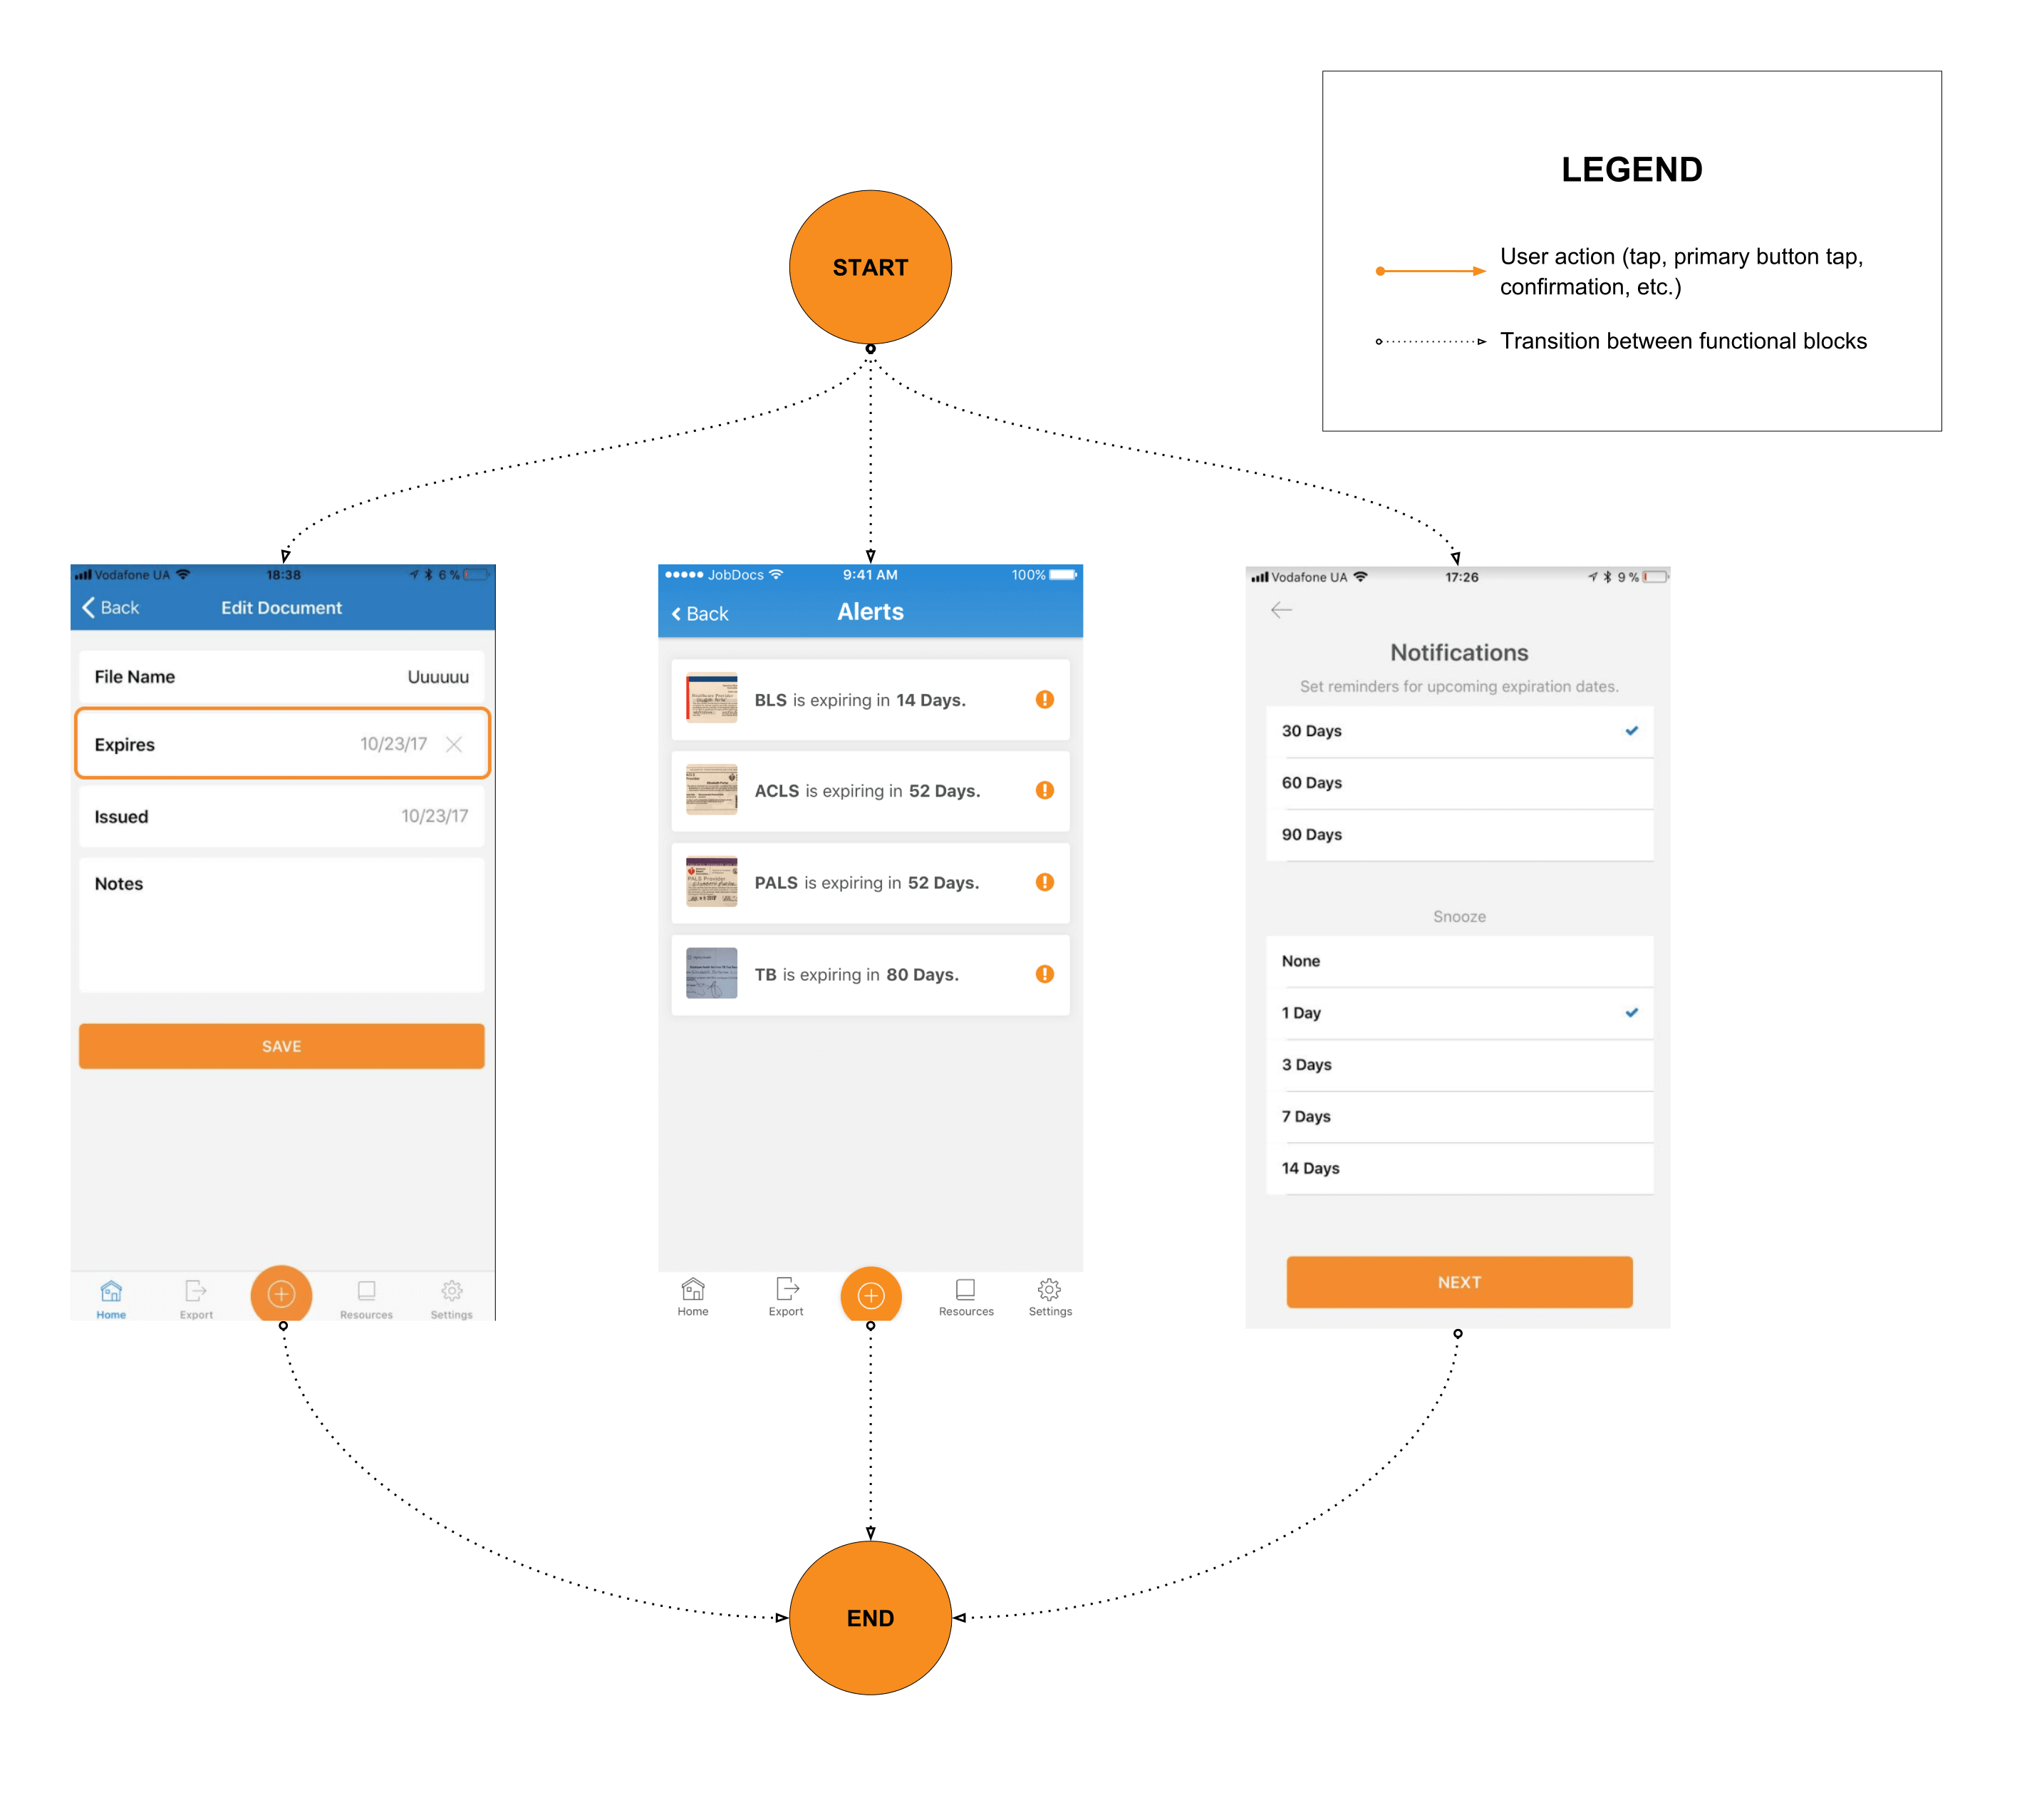 LEGEND
User action (tap, primary button tap,
confirmation, etc.)
Transition between functional blocks
START
Vodafone UA 18:38 6 %
Back Edit Document
File Name Uuuuuu
Expires 10/23/17
Issued 10/23/17
Notes
SAVE
Home Export Resources Settings
JobDocs 9:41 AM 100%
Back Alerts
BLS is expiring in 14 Days.
ACLS is expiring in 52 Days.
PALS is expiring in 52 Days.
TB is expiring in 80 Days.
Home Export Resources Settings
Vodafone UA 17:26 9 %
Notifications
Set reminders for upcoming expiration dates.
30 Days
60 Days
90 Days
Snooze
None
1 Day
3 Days
7 Days
14 Days
NEXT
END